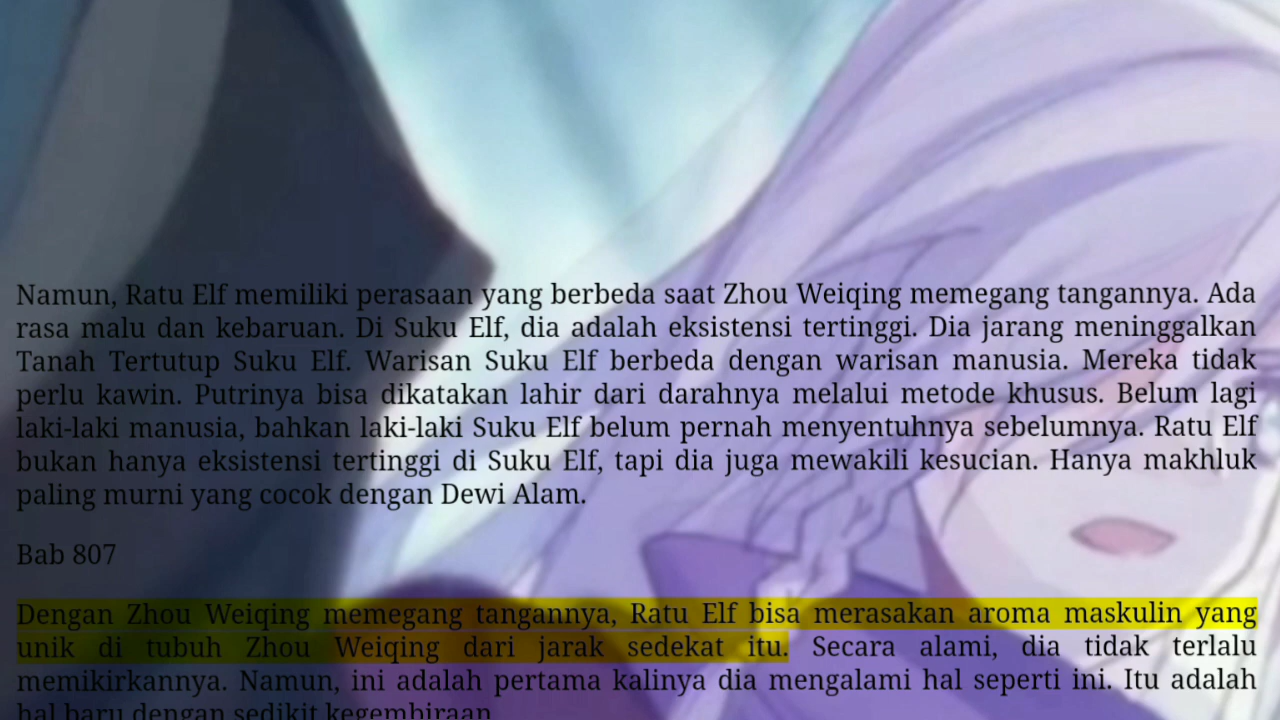 Namun, Ratu Elf memiliki perasaan yang berbeda saat Zhou Weiqing memegang tangannya. Ada
rasa malu dan kebaruan. Di Suku Elf, dia adalah eksistensi tertinggi. Dia jarang meninggalkan
Tanah Tertutup Suku Elf. Warisan Suku Elf berbeda dengan warisan manusia. Mereka tidak
perlu kawin. Putrinya bisa dikatakan lahir dari darahnya melalui metode khusus. Belum lagi
laki-laki manusia, bahkan laki-laki Suku Elf belum pernah menyentuhnya sebelumnya. Ratu Elf
bukan hanya eksistensi tertinggi di Suku Elf, tapi dia juga mewakili kesucian. Hanya makhluk
paling murni yang cocok dengan Dewi Alam.
Bab 807
Dengan Zhou Weiqing memegang tangannya, Ratu Elf bisa merasakan aroma maskulin yang
unik di tubuh Zhou Weiqing dari jarak sedekat itu. Secara alami, dia tidak terlalu
memikirkannya. Namun, ini adalah pertama kalinya dia mengalami hal seperti ini. Itu adalah
hal baru dengan sedikit kegembiraan